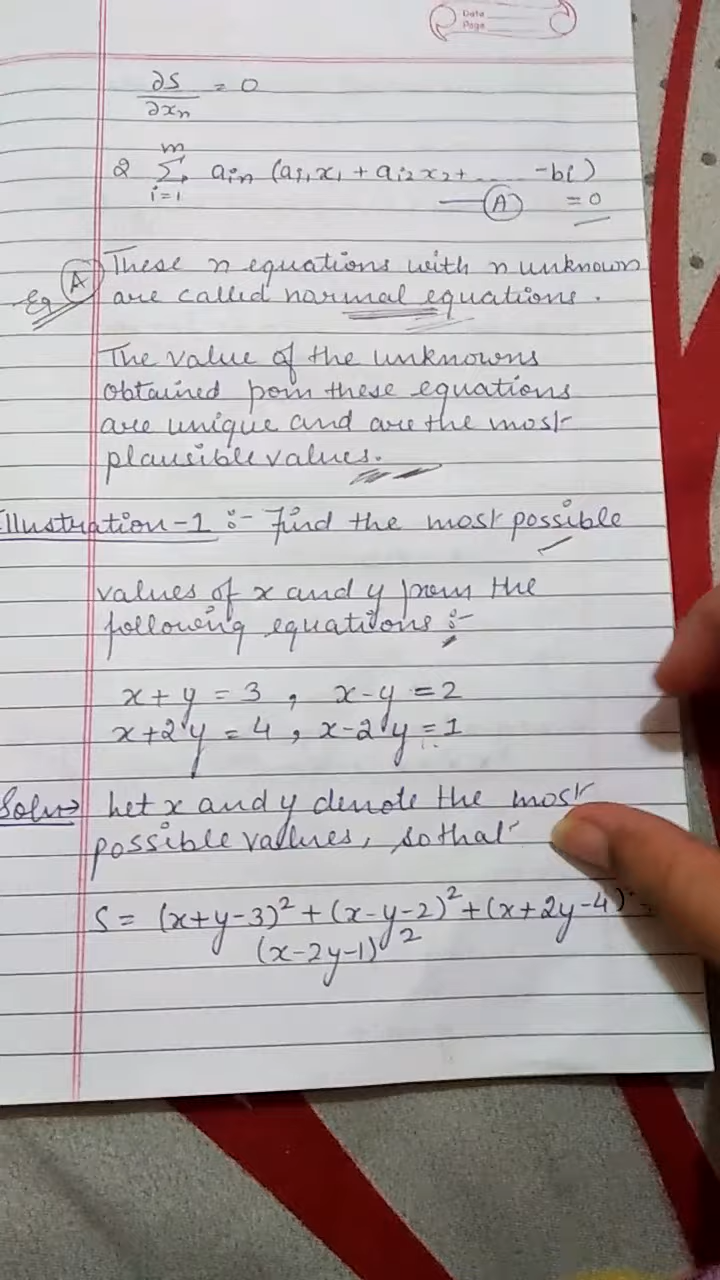 Date
Page
∂S/∂xₙ = 0
2 Σ_{i=1}^{m} aᵢₙ (aᵢ₁x₁ + aᵢ₂x₂ + ...... -bi)
—(A) = 0
Eq (A) These n equations with n unknown
are called normal equations.
The value of the unknowns
obtained from these equations
are unique and are the most
plausible values.
Illustration-1 :- Find the most possible
values of x and y from the
following equations :-
x + y = 3 , x-y = 2
x+2y = 4 , x-2y = 1
Soln→ Let x and y denote the most
possible values, so that
S = (x+y-3)² + (x-y-2)² + (x+2y-4)² +
(x-2y-1)²